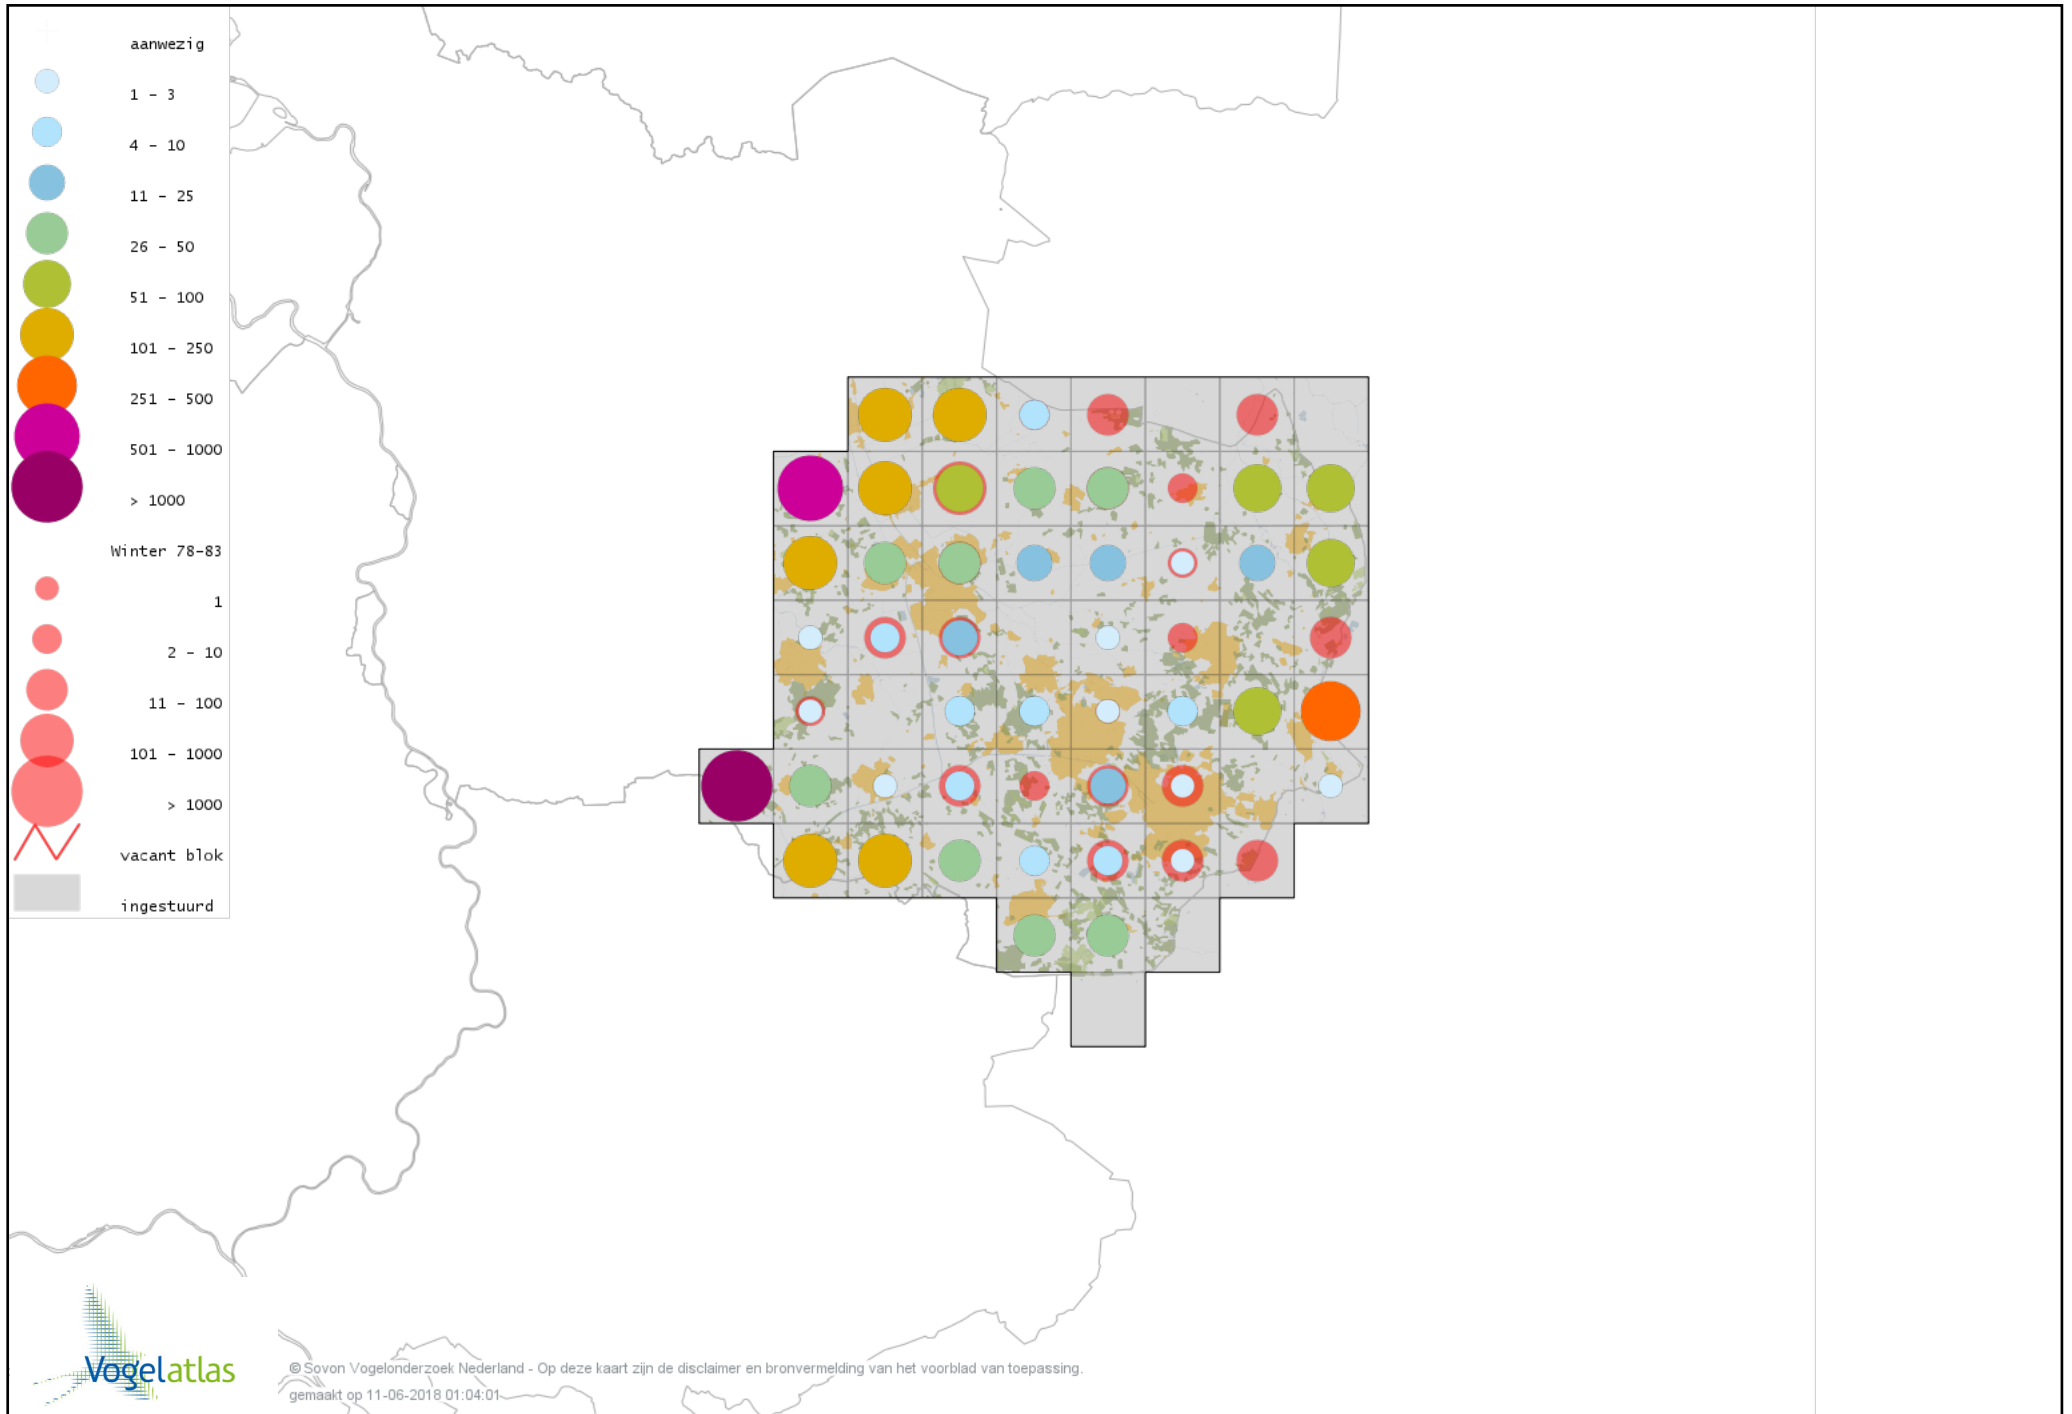 aanwezig
1 - 3
4 - 10
11 - 25
26 - 50
51 - 100
101 - 250
251 - 500
501 - 1000
> 1000
Winter 78-83
1
2 - 10
11 - 100
101 - 1000
> 1000
vacant blok
ingestuurd
Vogelatlas
© Sovon Vogelonderzoek Nederland - Op deze kaart zijn de disclaimer en bronvermelding van het voorblad van toepassing.
gemaakt op 11-06-2018 01:04:01